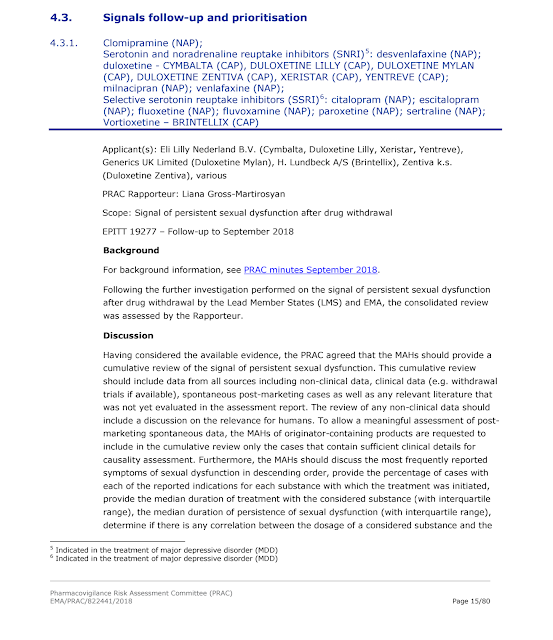 4.3. Signals follow-up and prioritisation
4.3.1. Clomipramine (NAP);
Serotonin and noradrenaline reuptake inhibitors (SNRI)5: desvenlafaxine (NAP);
duloxetine - CYMBALTA (CAP), DULOXETINE LILLY (CAP), DULOXETINE MYLAN
(CAP), DULOXETINE ZENTIVA (CAP), XERISTAR (CAP), YENTREVE (CAP);
milnacipran (NAP); venlafaxine (NAP);
Selective serotonin reuptake inhibitors (SSRI)6: citalopram (NAP); escitalopram
(NAP); fluoxetine (NAP); fluvoxamine (NAP); paroxetine (NAP); sertraline (NAP);
Vortioxetine – BRINTELLIX (CAP)
Applicant(s): Eli Lilly Nederland B.V. (Cymbalta, Duloxetine Lilly, Xeristar, Yentreve),
Generics UK Limited (Duloxetine Mylan), H. Lundbeck A/S (Brintellix), Zentiva k.s.
(Duloxetine Zentiva), various
PRAC Rapporteur: Liana Gross-Martirosyan
Scope: Signal of persistent sexual dysfunction after drug withdrawal
EPITT 19277 – Follow-up to September 2018
Background
For background information, see PRAC minutes September 2018.
Following the further investigation performed on the signal of persistent sexual dysfunction
after drug withdrawal by the Lead Member States (LMS) and EMA, the consolidated review
was assessed by the Rapporteur.
Discussion
Having considered the available evidence, the PRAC agreed that the MAHs should provide a
cumulative review of the signal of persistent sexual dysfunction. This cumulative review
should include data from all sources including non-clinical data, clinical data (e.g. withdrawal
trials if available), spontaneous post-marketing cases as well as any relevant literature that
was not yet evaluated in the assessment report. The review of any non-clinical data should
include a discussion on the relevance for humans. To allow a meaningful assessment of post-
marketing spontaneous data, the MAHs of originator-containing products are requested to
include in the cumulative review only the cases that contain sufficient clinical details for
causality assessment. Furthermore, the MAHs should discuss the most frequently reported
symptoms of sexual dysfunction in descending order, provide the percentage of cases with
each of the reported indications for each substance with which the treatment was initiated,
provide the median duration of treatment with the considered substance (with interquartile
range), the median duration of persistence of sexual dysfunction (with interquartile range),
determine if there is any correlation between the dosage of a considered substance and the
5 Indicated in the treatment of major depressive disorder (MDD)
6 Indicated in the treatment of major depressive disorder (MDD)
Pharmacovigilance Risk Assessment Committee (PRAC)
EMA/PRAC/822441/2018 Page 15/80